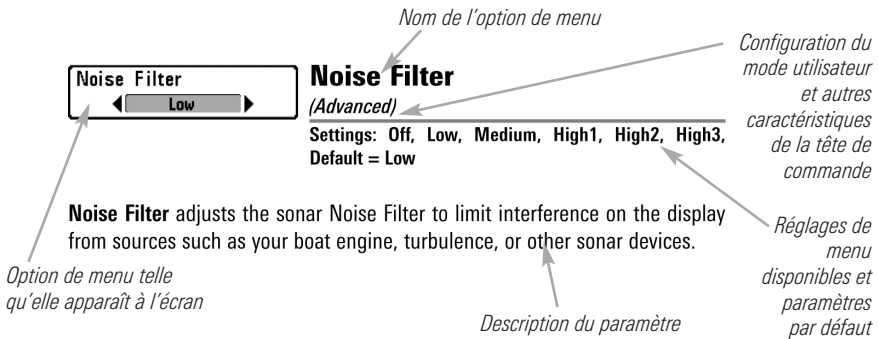 Nom de l'option de menu
Configuration du
mode utilisateur
et autres
caractéristiques
de la tête de
commande
Noise Filter
Low
Noise Filter
(Advanced)
Settings: Off, Low, Medium, High1, High2, High3,
Default = Low
Noise Filter adjusts the sonar Noise Filter to limit interference on the display
from sources such as your boat engine, turbulence, or other sonar devices.
Réglages de
menu
disponibles et
paramètres
par défaut
Option de menu telle
qu'elle apparaît à l'écran
Description du paramètre